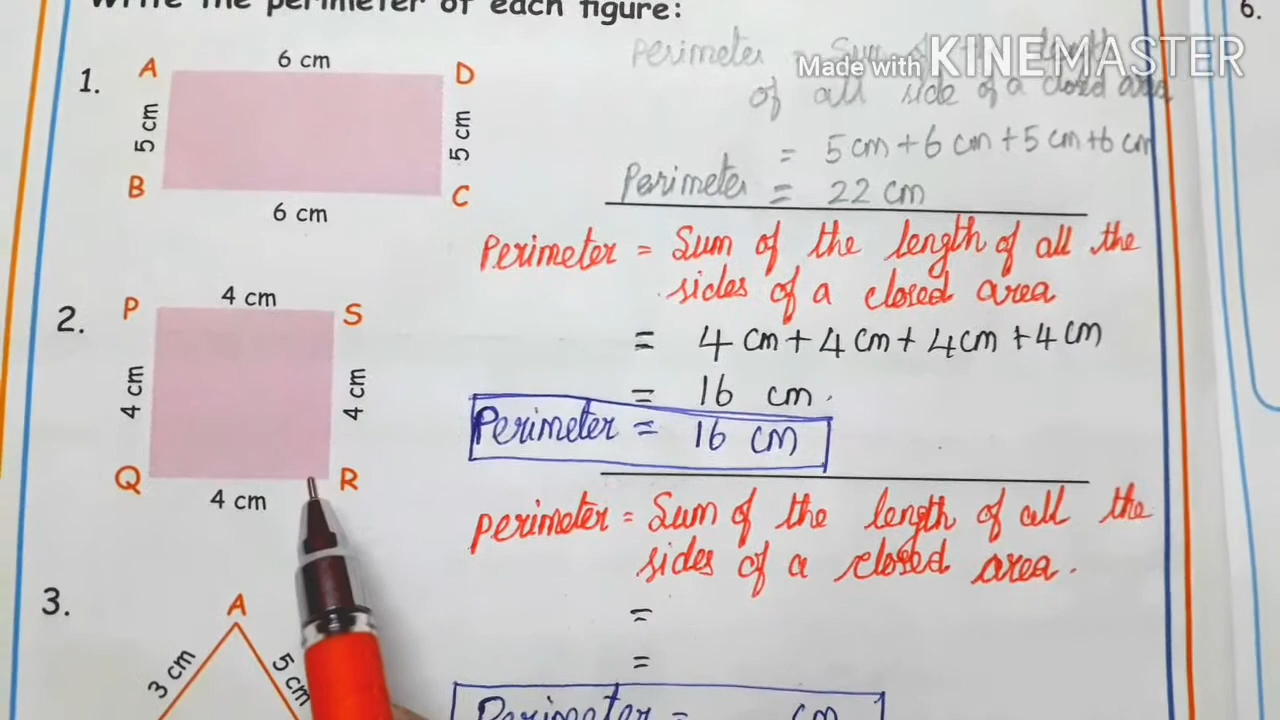 Write the perimeter of each figure:
6.
Made with KINEMASTER
1.
A
6 cm
D
5 cm
5 cm
B
6 cm
C
Perimeter = Sum of length
of all side of a closed area
= 5 cm + 6 cm + 5 cm + 6 cm
Perimeter = 22 cm
2.
P
4 cm
S
4 cm
4 cm
Q
4 cm
R
Perimeter = Sum of the length of all the
sides of a closed area
= 4 cm + 4 cm + 4 cm + 4 cm
= 16 cm.
Perimeter = 16 cm
3.
A
3 cm
5 cm
perimeter = Sum of the length of all the
sides of a closed area.
=
=
Perimeter = cm